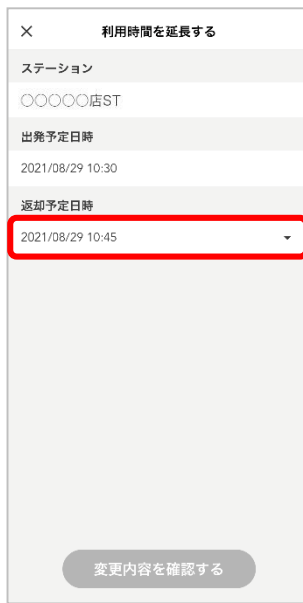 × 利用時間を延長する
ステーション
○○○○○店ST
出発予定日時
2021/08/29 10:30
返却予定日時
2021/08/29 10:45
変更内容を確認する